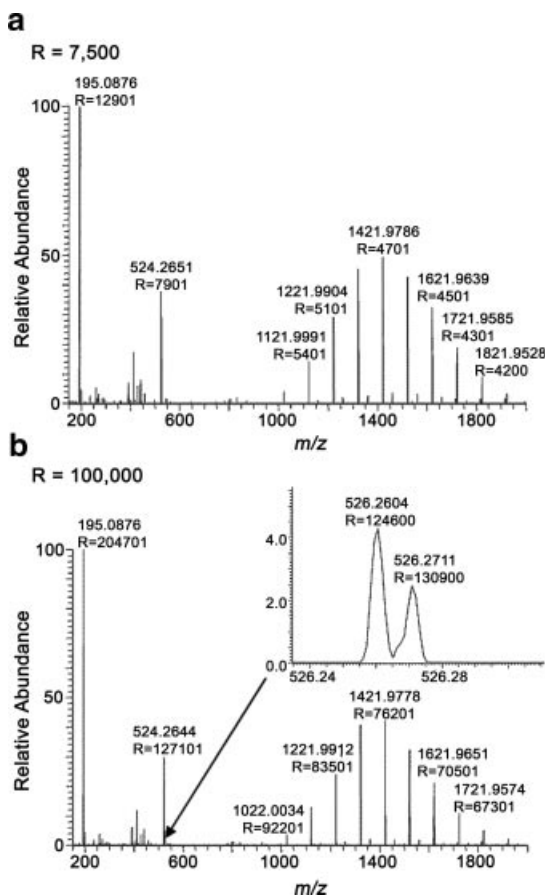 a
R = 7,500
195.0876
R=12901
100
50
0
Relative Abundance
524.2651
R=7901
1121.9991
R=5401
1221.9904
R=5101
1421.9786
R=4701
1621.9639
R=4501
1721.9585
R=4301
1821.9528
R=4200
200 600 1000 1400 1800
m/z
b
R = 100,000
195.0876
R=204701
100
50
0
Relative Abundance
526.2604
R=124600
526.2711
R=130900
4.0
2.0
0.0
526.24 526.28
524.2644
R=127101
1022.0034
R=92201
1221.9912
R=83501
1421.9778
R=76201
1621.9651
R=70501
1721.9574
R=67301
200 600 1000 1400 1800
m/z